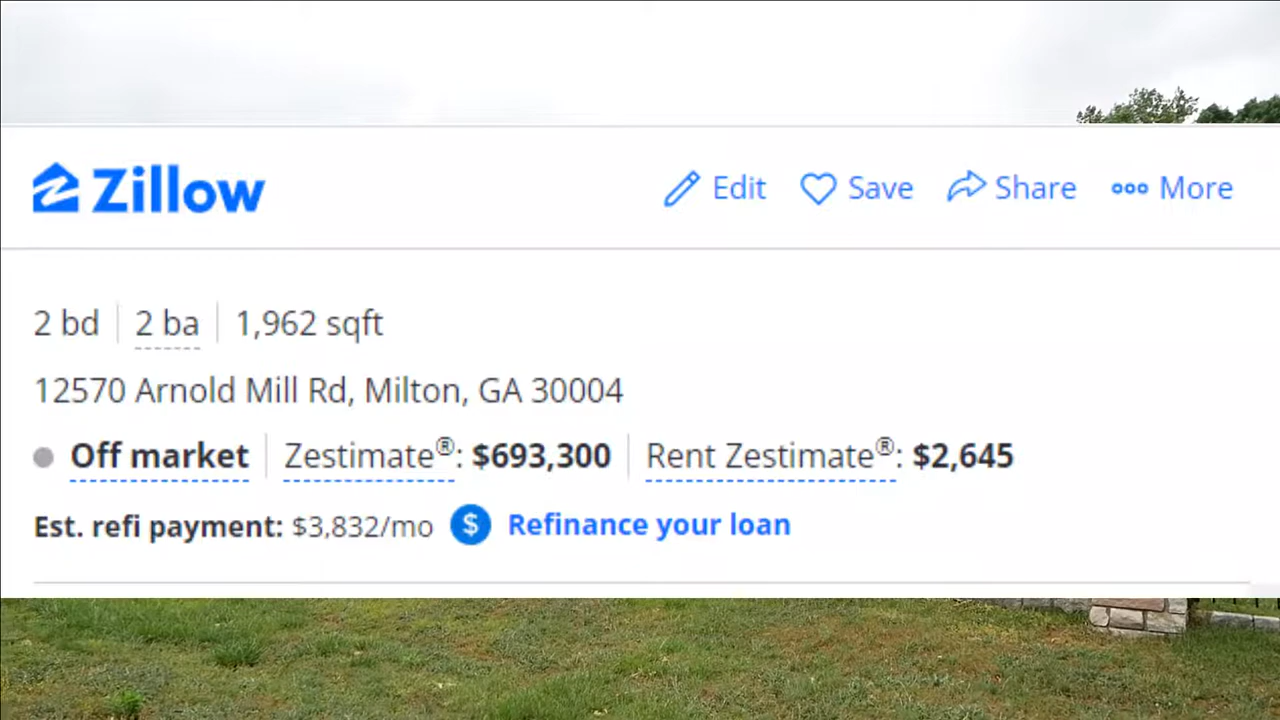 Zillow Edit Save Share More
2 bd 2 ba 1,962 sqft
12570 Arnold Mill Rd, Milton, GA 30004
Off market Zestimate®: $693,300 Rent Zestimate®: $2,645
Est. refi payment: $3,832/mo $ Refinance your loan